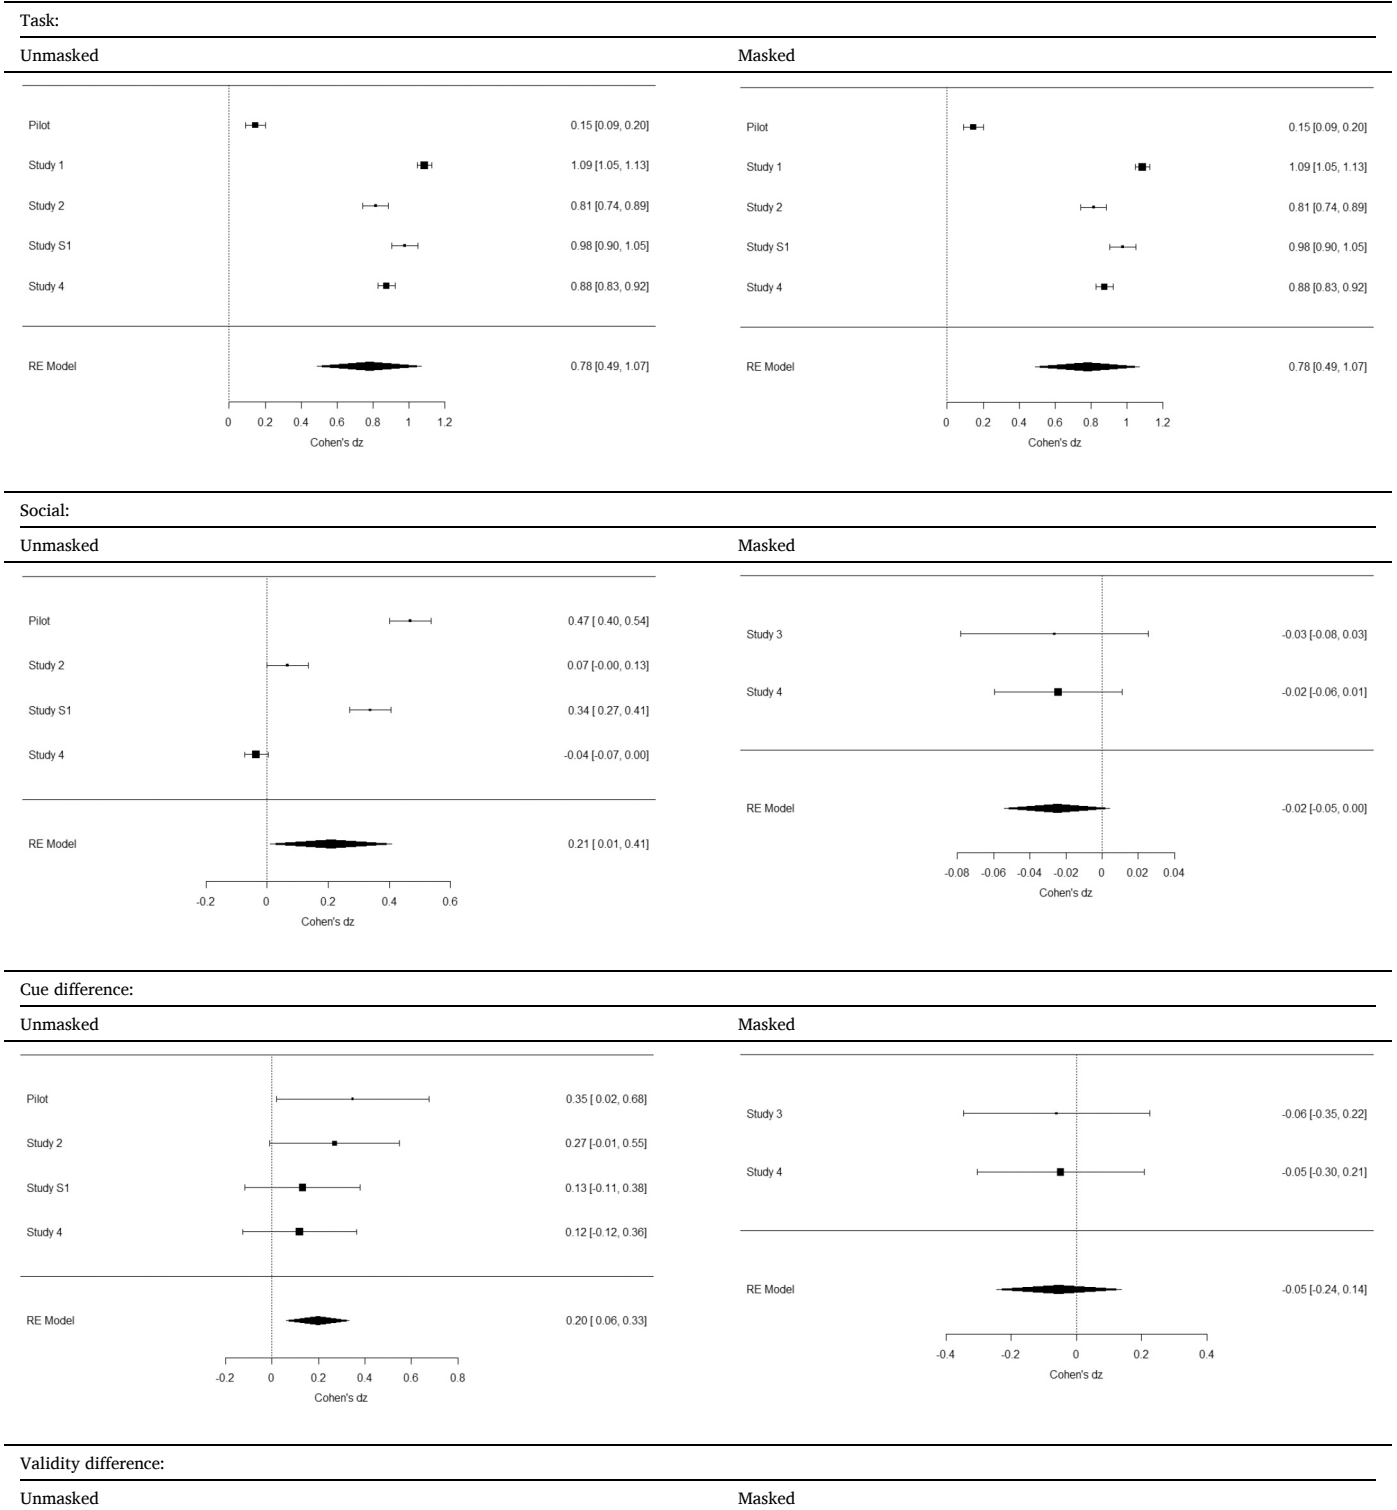 Task:
Unmasked Masked
Pilot 0.15 [0.09, 0.20]
Study 1 1.09 [1.05, 1.13]
Study 2 0.81 [0.74, 0.89]
Study S1 0.98 [0.90, 1.05]
Study 4 0.88 [0.83, 0.92]
RE Model 0.78 [0.49, 1.07]
0 0.2 0.4 0.6 0.8 1 1.2
Cohen's dz
Pilot 0.15 [0.09, 0.20]
Study 1 1.09 [1.05, 1.13]
Study 2 0.81 [0.74, 0.89]
Study S1 0.98 [0.90, 1.05]
Study 4 0.88 [0.83, 0.92]
RE Model 0.78 [0.49, 1.07]
0 0.2 0.4 0.6 0.8 1 1.2
Cohen's dz
Social:
Unmasked Masked
Pilot 0.47 [ 0.40, 0.54]
Study 2 0.07 [-0.00, 0.13]
Study S1 0.34 [ 0.27, 0.41]
Study 4 -0.04 [-0.07, 0.00]
RE Model 0.21 [ 0.01, 0.41]
-0.2 0 0.2 0.4 0.6
Cohen's dz
Study 3 -0.03 [-0.08, 0.03]
Study 4 -0.02 [-0.06, 0.01]
RE Model -0.02 [-0.05, 0.00]
-0.08 -0.06 -0.04 -0.02 0 0.02 0.04
Cohen's dz
Cue difference:
Unmasked Masked
Pilot 0.35 [ 0.02, 0.68]
Study 2 0.27 [-0.01, 0.55]
Study S1 0.13 [-0.11, 0.38]
Study 4 0.12 [-0.12, 0.36]
RE Model 0.20 [ 0.06, 0.33]
-0.2 0 0.2 0.4 0.6 0.8
Cohen's dz
Study 3 -0.06 [-0.35, 0.22]
Study 4 -0.05 [-0.30, 0.21]
RE Model -0.05 [-0.24, 0.14]
-0.4 -0.2 0 0.2 0.4
Cohen's dz
Validity difference:
Unmasked Masked